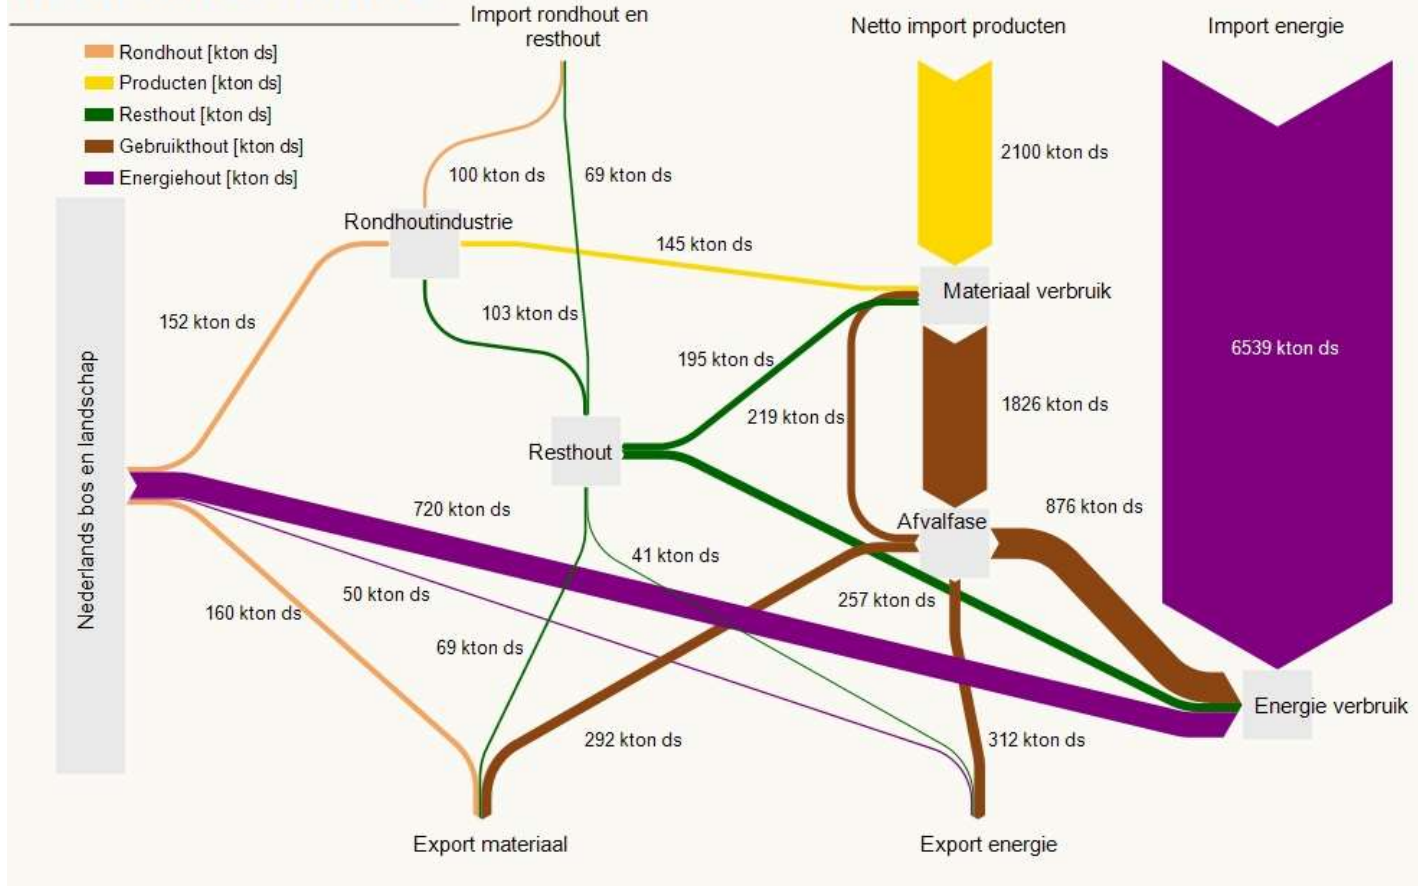 Import rondhout en
resthout
Netto import producten
Import energie
Rondhout [kton ds]
Producten [kton ds]
Resthout [kton ds]
Gebruikthout [kton ds]
Energiehout [kton ds]
2100 kton ds
100 kton ds
69 kton ds
Rondhoutindustrie
145 kton ds
Materiaal verbruik
103 kton ds
152 kton ds
6539 kton ds
195 kton ds
219 kton ds
1826 kton ds
Nederlands bos en landschap
Resthout
720 kton ds
876 kton ds
Afvalfase
41 kton ds
50 kton ds
257 kton ds
160 kton ds
69 kton ds
Energie verbruik
292 kton ds
312 kton ds
Export materiaal
Export energie